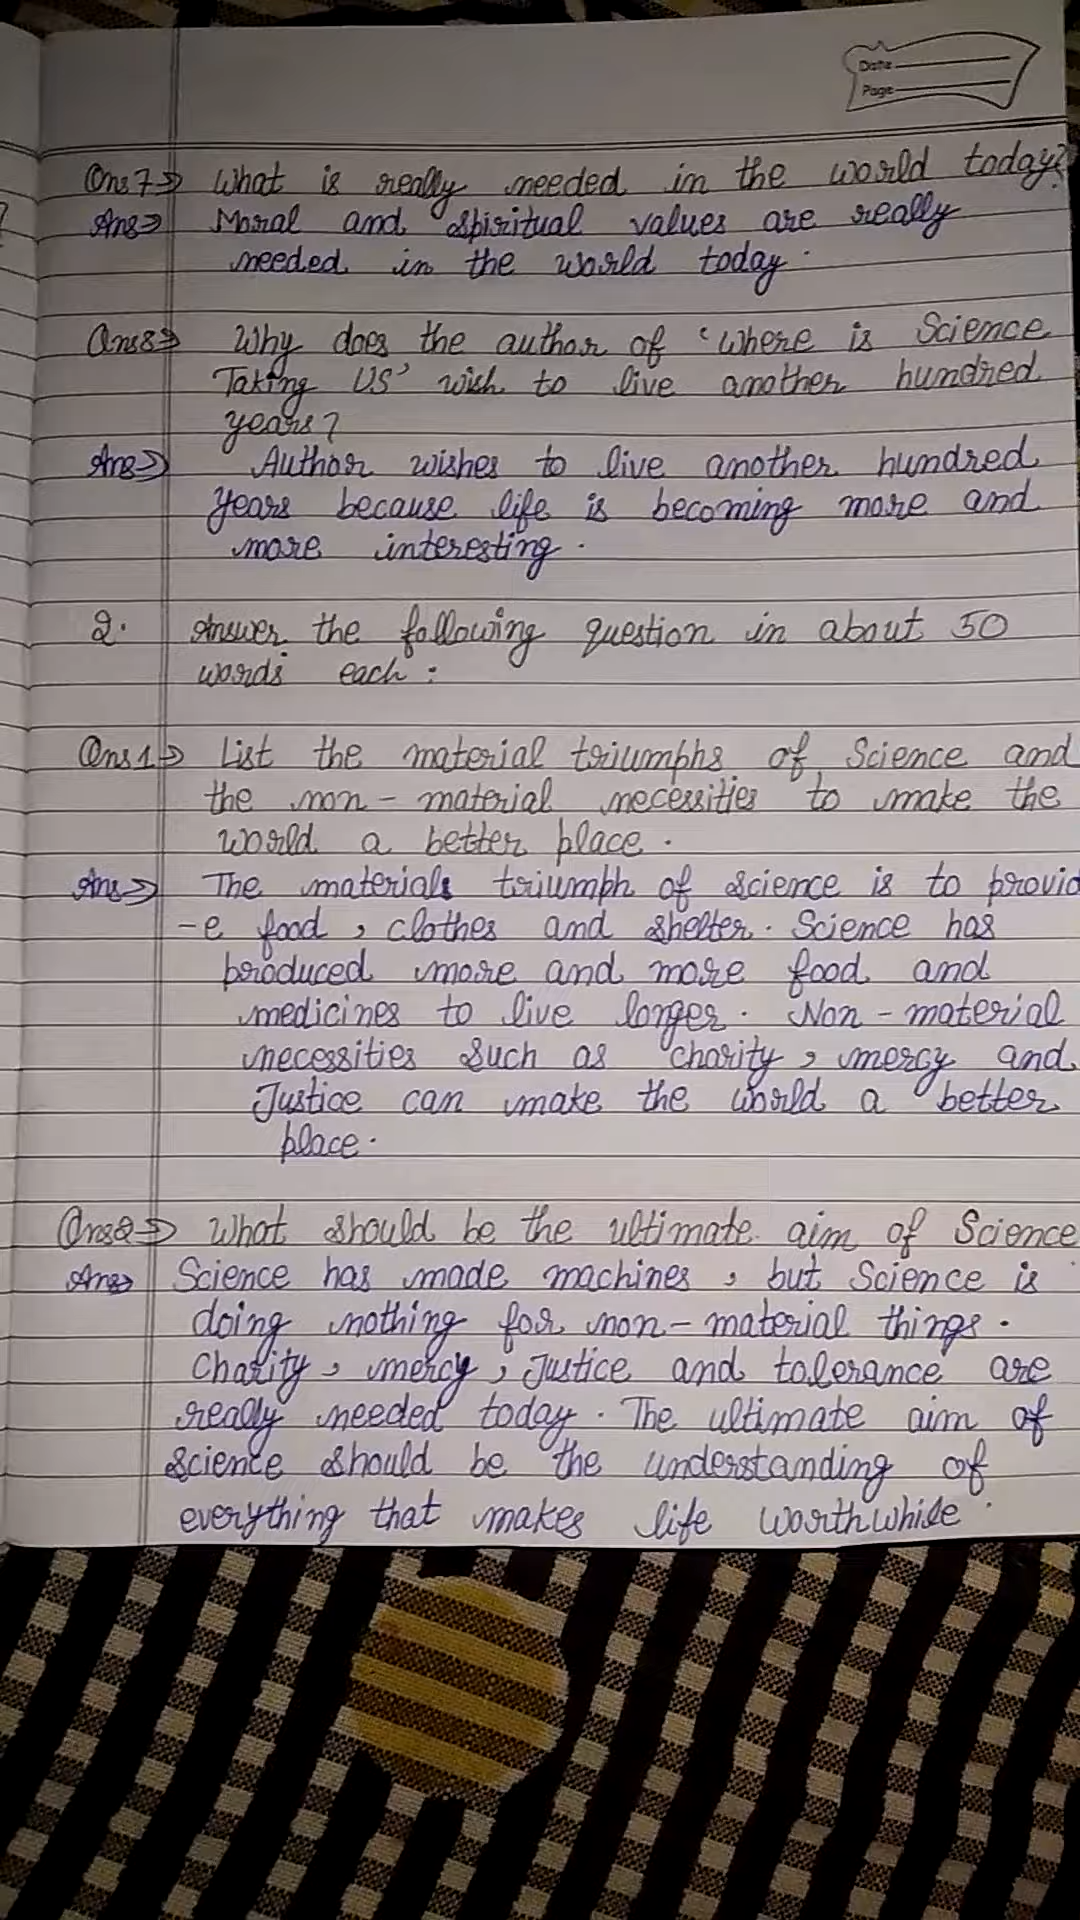 Date
Page
Qns7⇒ What is really needed in the world today?
Ans⇒ Moral and spiritual values are really
needed in the world today.
Qns8⇒ Why does the author of 'Where is Science
Taking US' wish to live another hundred
years?
Ans⇒ Author wishes to live another hundred
years because life is becoming more and
more interesting.
2. Answer the following question in about 50
words each:
Qns1⇒ List the material triumphs of Science and
the non-material necessities to make the
world a better place.
Ans⇒ The materials triumph of science is to provid
-e food, clothes and shelter. Science has
produced more and more food and
medicines to live longer. Non-material
necessities such as charity, mercy and
Justice can make the world a better
place.
Qns2⇒ What should be the ultimate aim of Science
Ans⇒ Science has made machines, but Science is
doing nothing for non-material things.
Charity, mercy, Justice and tolerance are
really needed today. The ultimate aim of
science should be the understanding of
everything that makes life worthwhile.